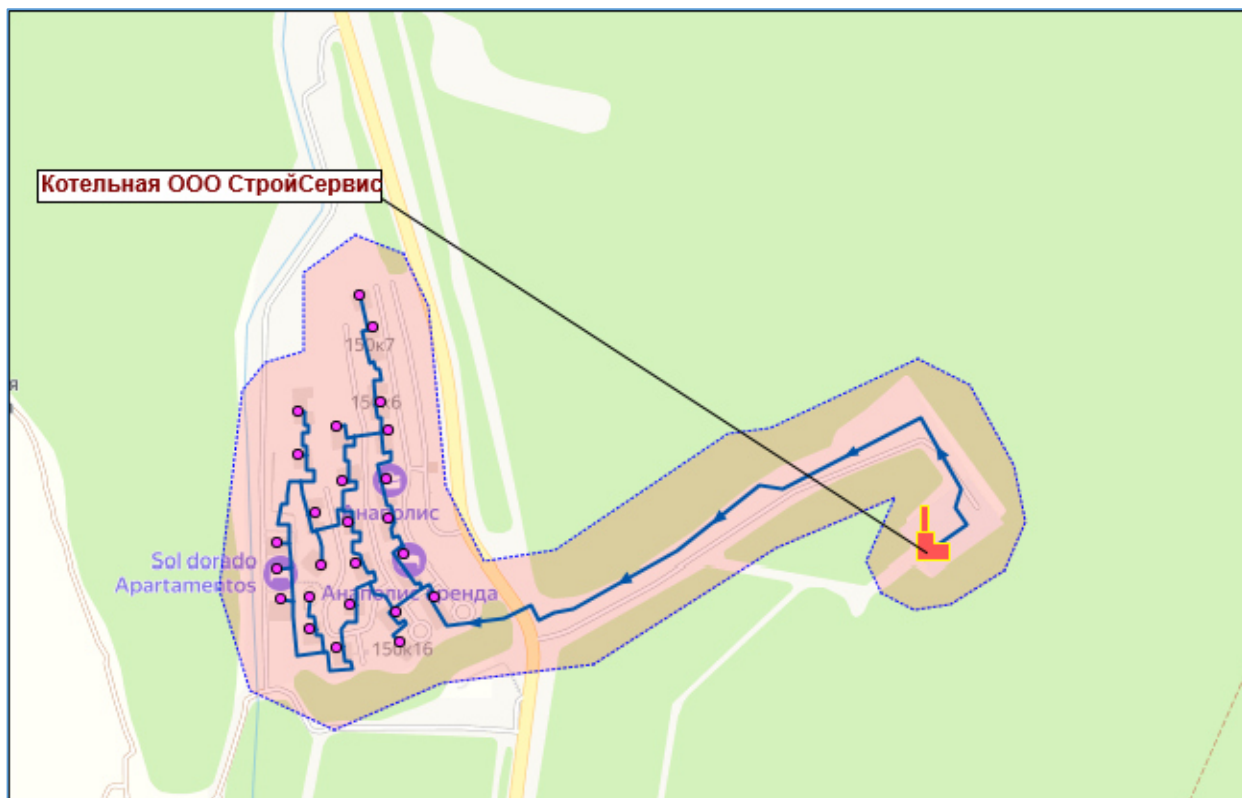 Котельная ООО СтройСервис
150к7
150к6
я
Анаполис
Sol dorado
Apartamentos
Анаполис аренда
150к16